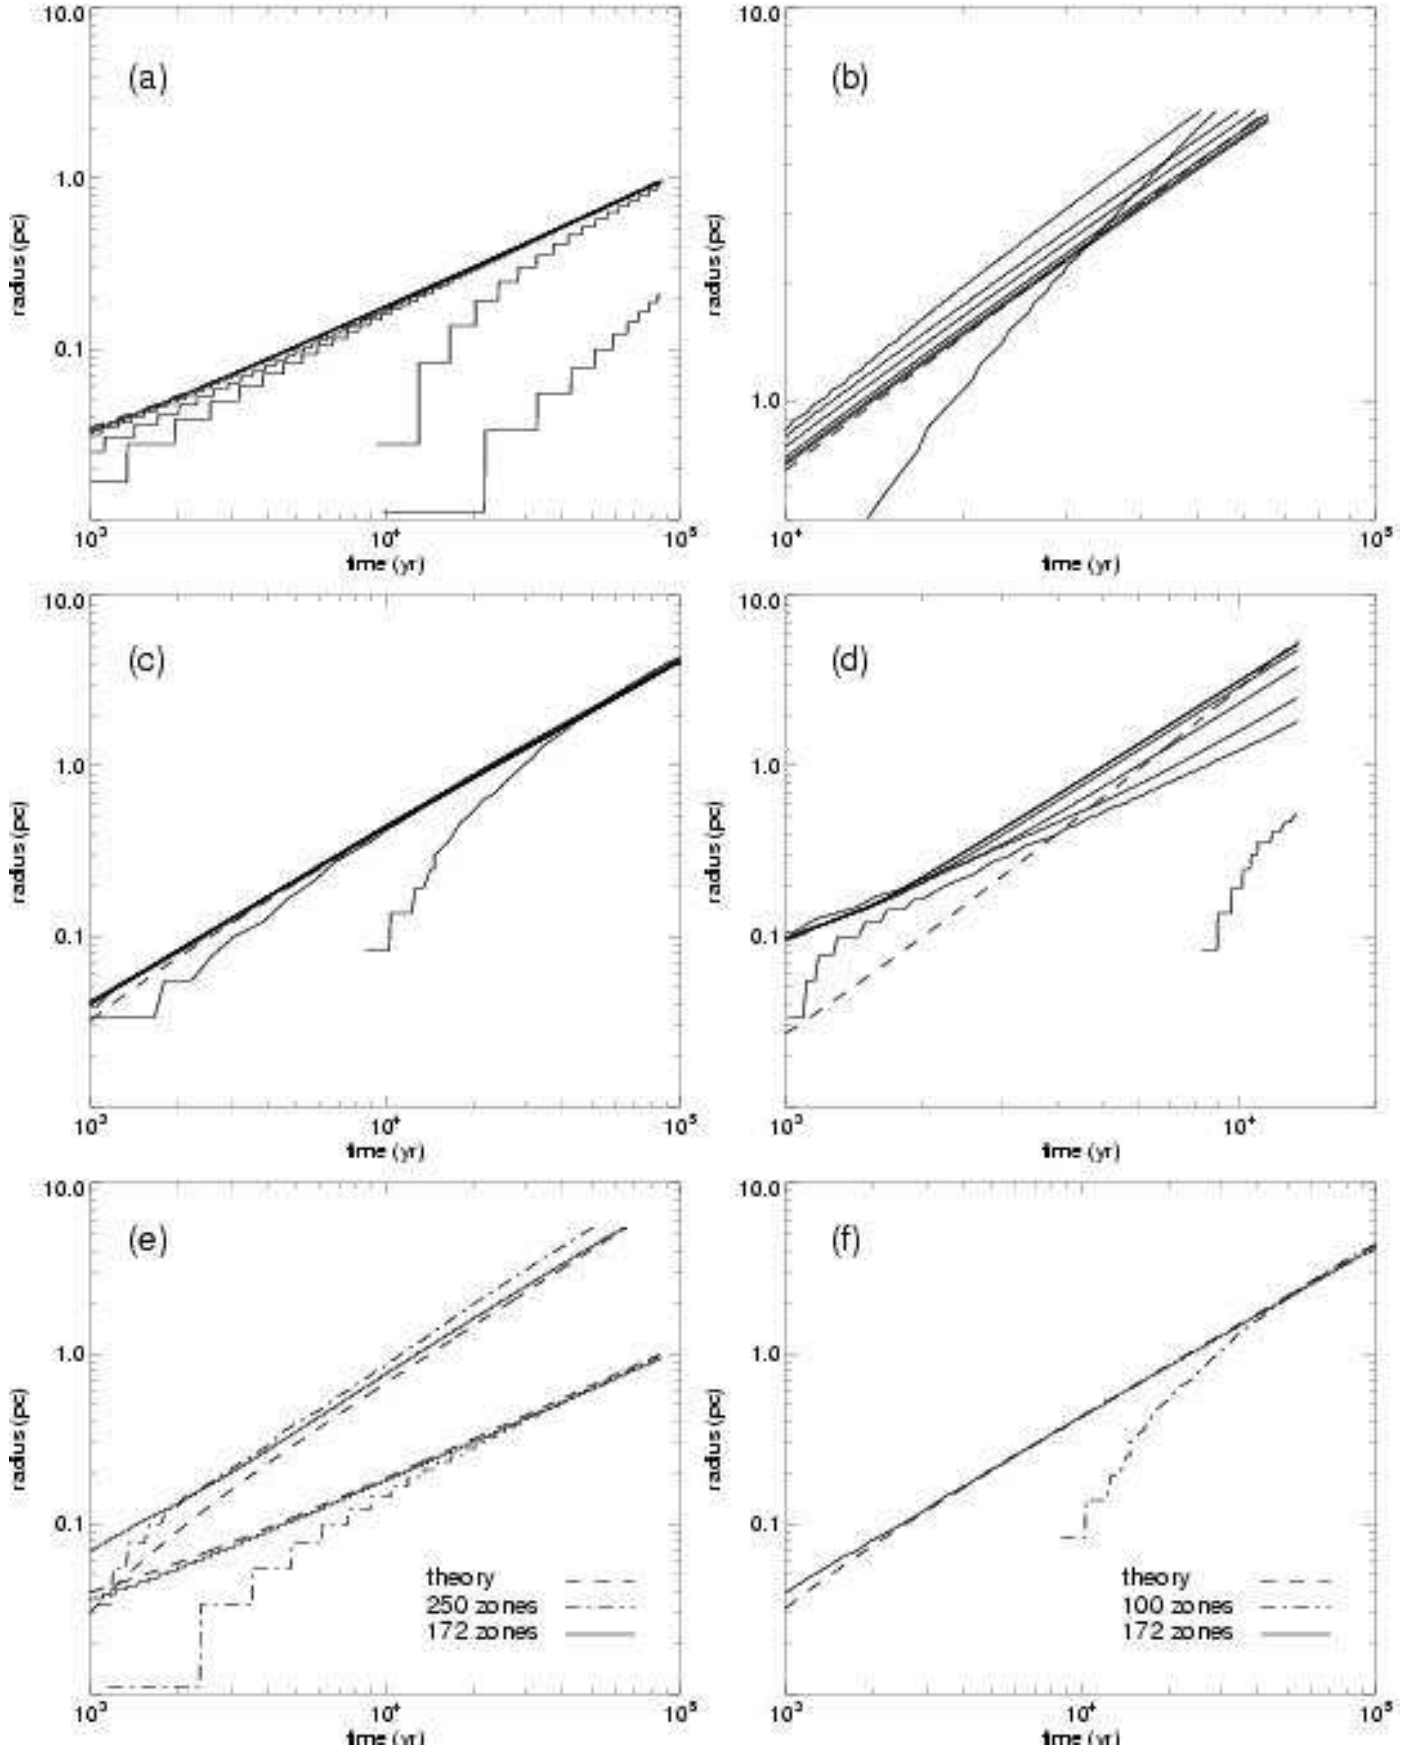 10.0
(a)
1.0
radius (pc)
0.1
10³
10⁴
10⁵
time (yr)
10.0
(b)
radius (pc)
1.0
10⁴
10⁵
time (yr)
10.0
(c)
1.0
radius (pc)
0.1
10³
10⁴
10⁵
time (yr)
10.0
(d)
1.0
radius (pc)
0.1
10³
10⁴
time (yr)
10.0
(e)
1.0
radius (pc)
0.1
theory
250 zones
172 zones
10³
10⁴
10⁵
time (yr)
10.0
(f)
1.0
radius (pc)
0.1
theory
100 zones
172 zones
10³
10⁴
10⁵
time (yr)